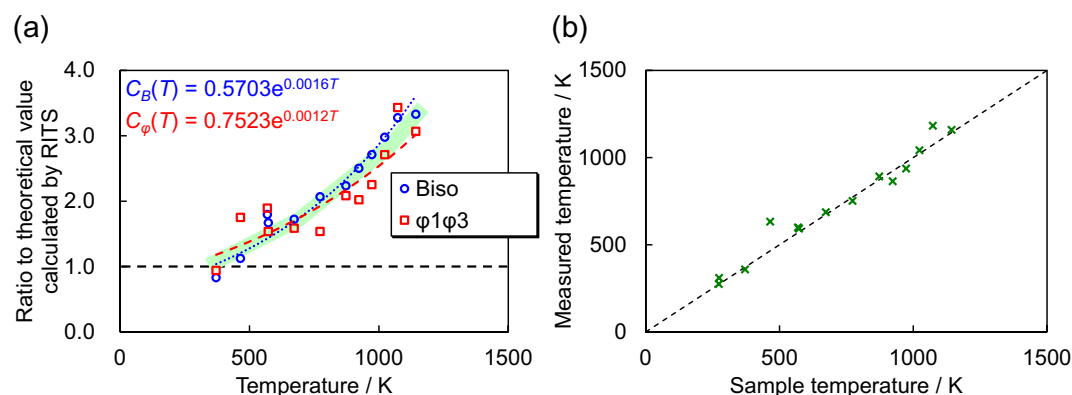 (a)
Ratio to theoretical value
calculated by RITS
4.0
3.0
2.0
1.0
0.0
C_B(T) = 0.5703e^0.0016T
C_φ(T) = 0.7523e^0.0012T
Biso
φ1φ3
0
500
1000
1500
Temperature / K
(b)
Measured temperature / K
1500
1000
500
0
0
500
1000
1500
Sample temperature / K